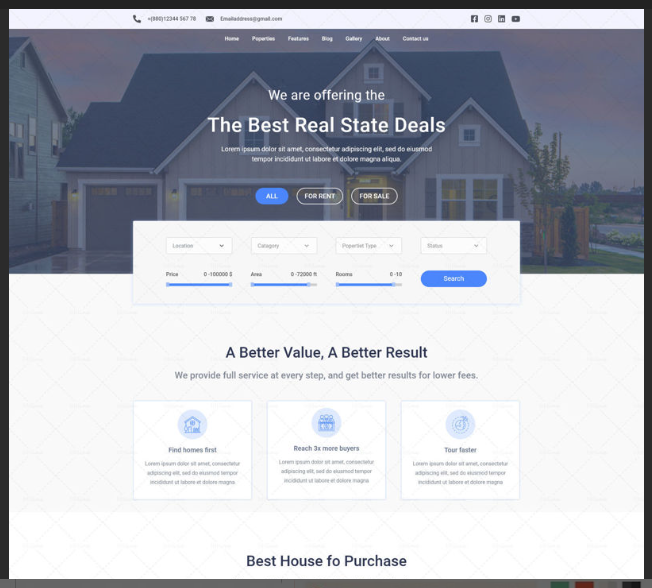 +(880)12344 567 78
Emailaddress@gmail.com
Home Poperties Features Blog Gallery About Contact us
We are offering the
The Best Real State Deals
Lorem ipsum dolor sit amet, consectetur adipiscing elit, sed do eiusmod
tempor incididunt ut labore et dolore magna aliqua.
ALL FOR RENT FOR SALE
Location Category Properties Type Status
Price 0 -100000 $ Area 0 -72000 ft Rooms 0 -10 Search
A Better Value, A Better Result
We provide full service at every step, and get better results for lower fees.
Find homes first
Lorem ipsum dolor sit amet, consectetur
adipiscing elit, sed do eiusmod tempor
incididunt ut labore et dolore magna
Reach 3x more buyers
Lorem ipsum dolor sit amet, consectetur
adipiscing elit, sed do eiusmod tempor
incididunt ut labore et dolore magna
Tour faster
Lorem ipsum dolor sit amet, consectetur
adipiscing elit, sed do eiusmod tempor
incididunt ut labore et dolore magna
Best House fo Purchase